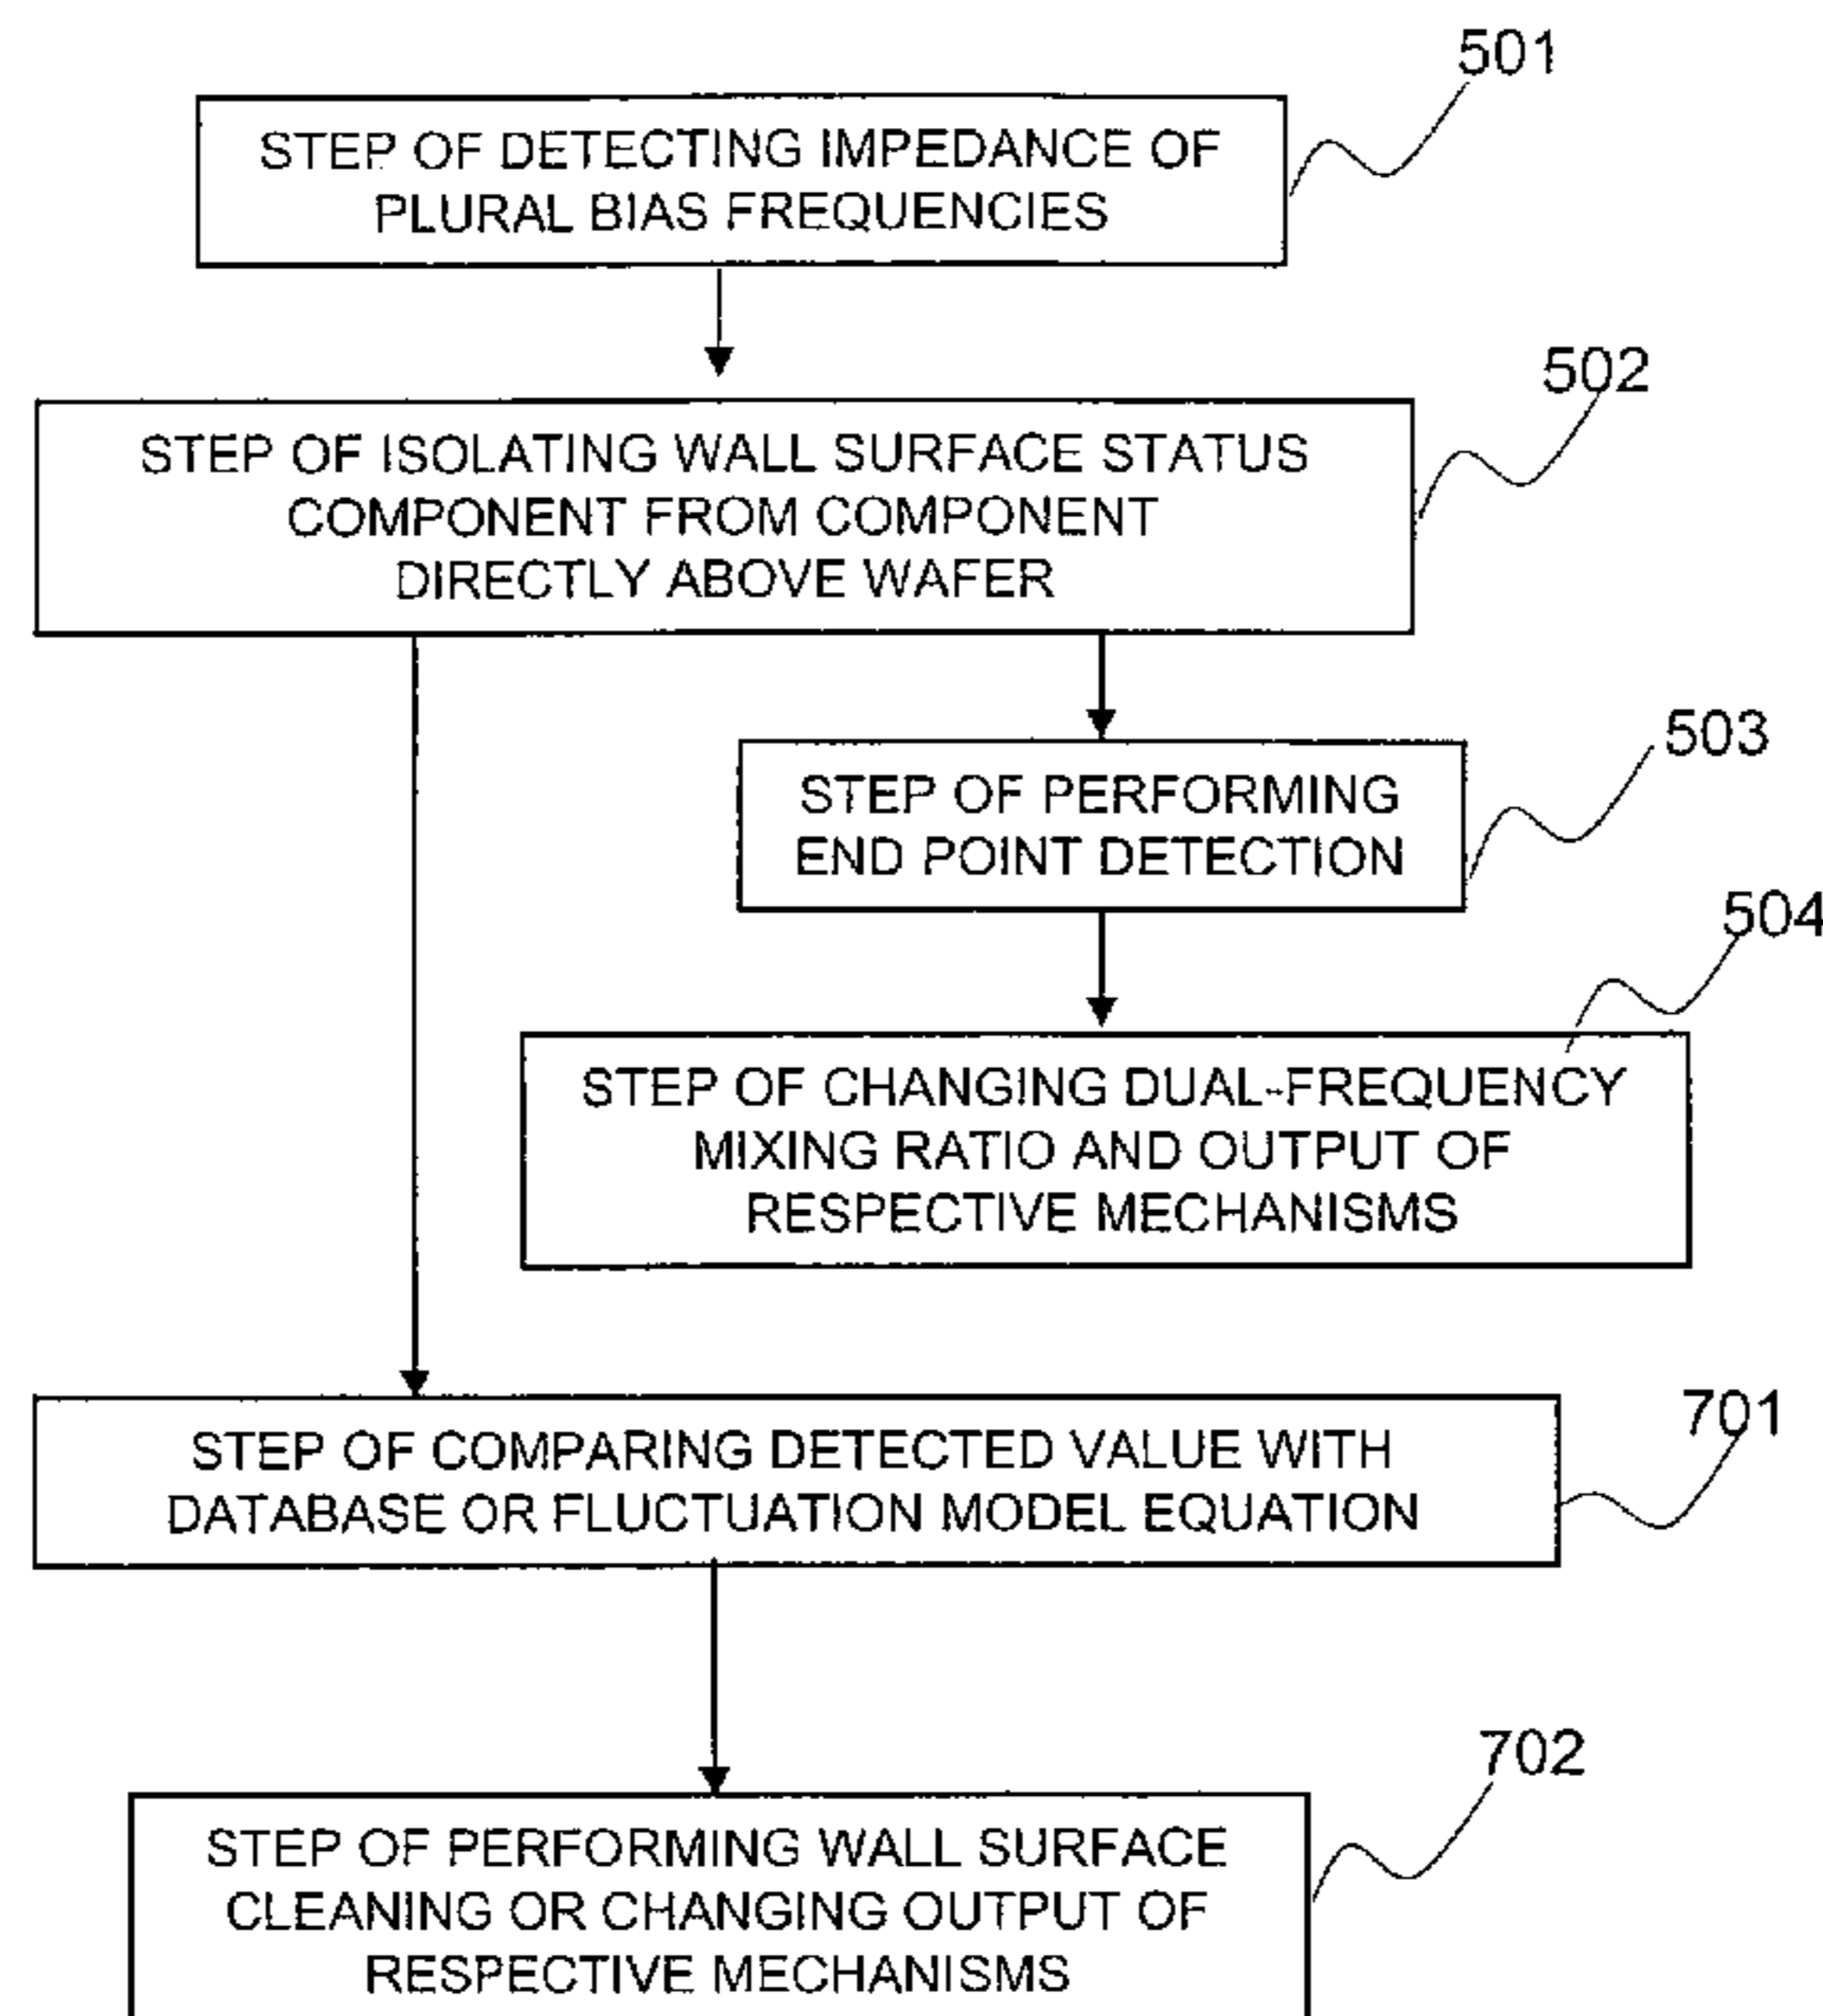 501
STEP OF DETECTING IMPEDANCE OF
PLURAL BIAS FREQUENCIES
502
STEP OF ISOLATING WALL SURFACE STATUS
COMPONENT FROM COMPONENT
DIRECTLY ABOVE WAFER
503
STEP OF PERFORMING
END POINT DETECTION
504
STEP OF CHANGING DUAL-FREQUENCY
MIXING RATIO AND OUTPUT OF
RESPECTIVE MECHANISMS
701
STEP OF COMPARING DETECTED VALUE WITH
DATABASE OR FLUCTUATION MODEL EQUATION
702
STEP OF PERFORMING WALL SURFACE
CLEANING OR CHANGING OUTPUT OF
RESPECTIVE MECHANISMS